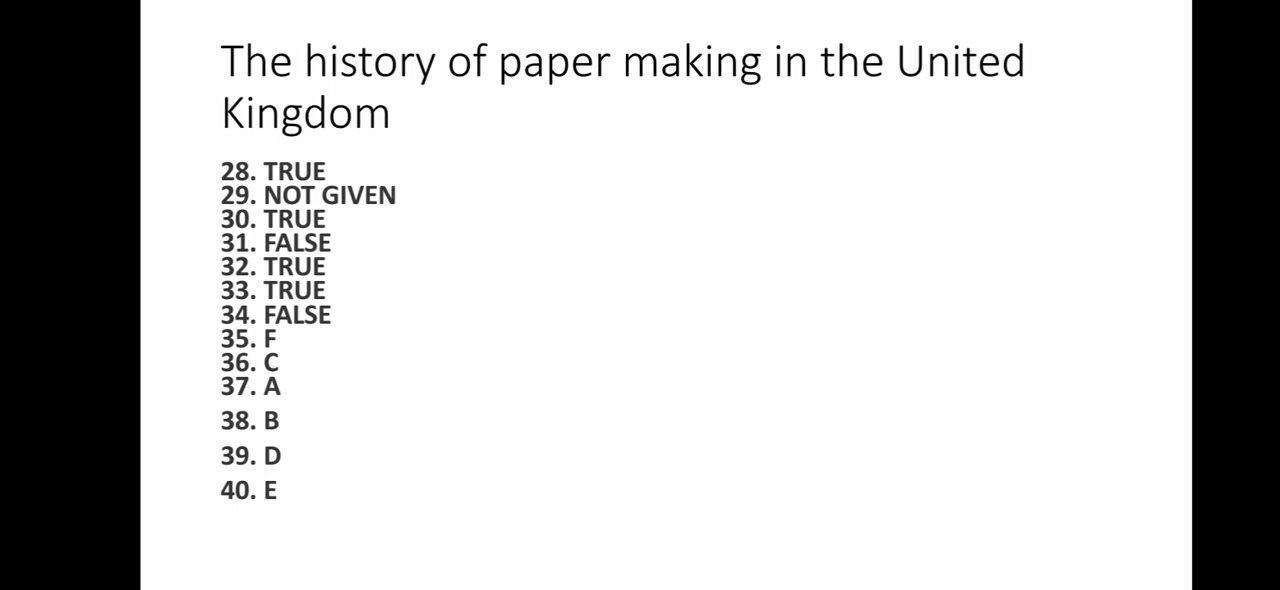 The history of paper making in the United
Kingdom
28. TRUE
29. NOT GIVEN
30. TRUE
31. FALSE
32. TRUE
33. TRUE
34. FALSE
35. F
36. C
37. A
38. B
39. D
40. E